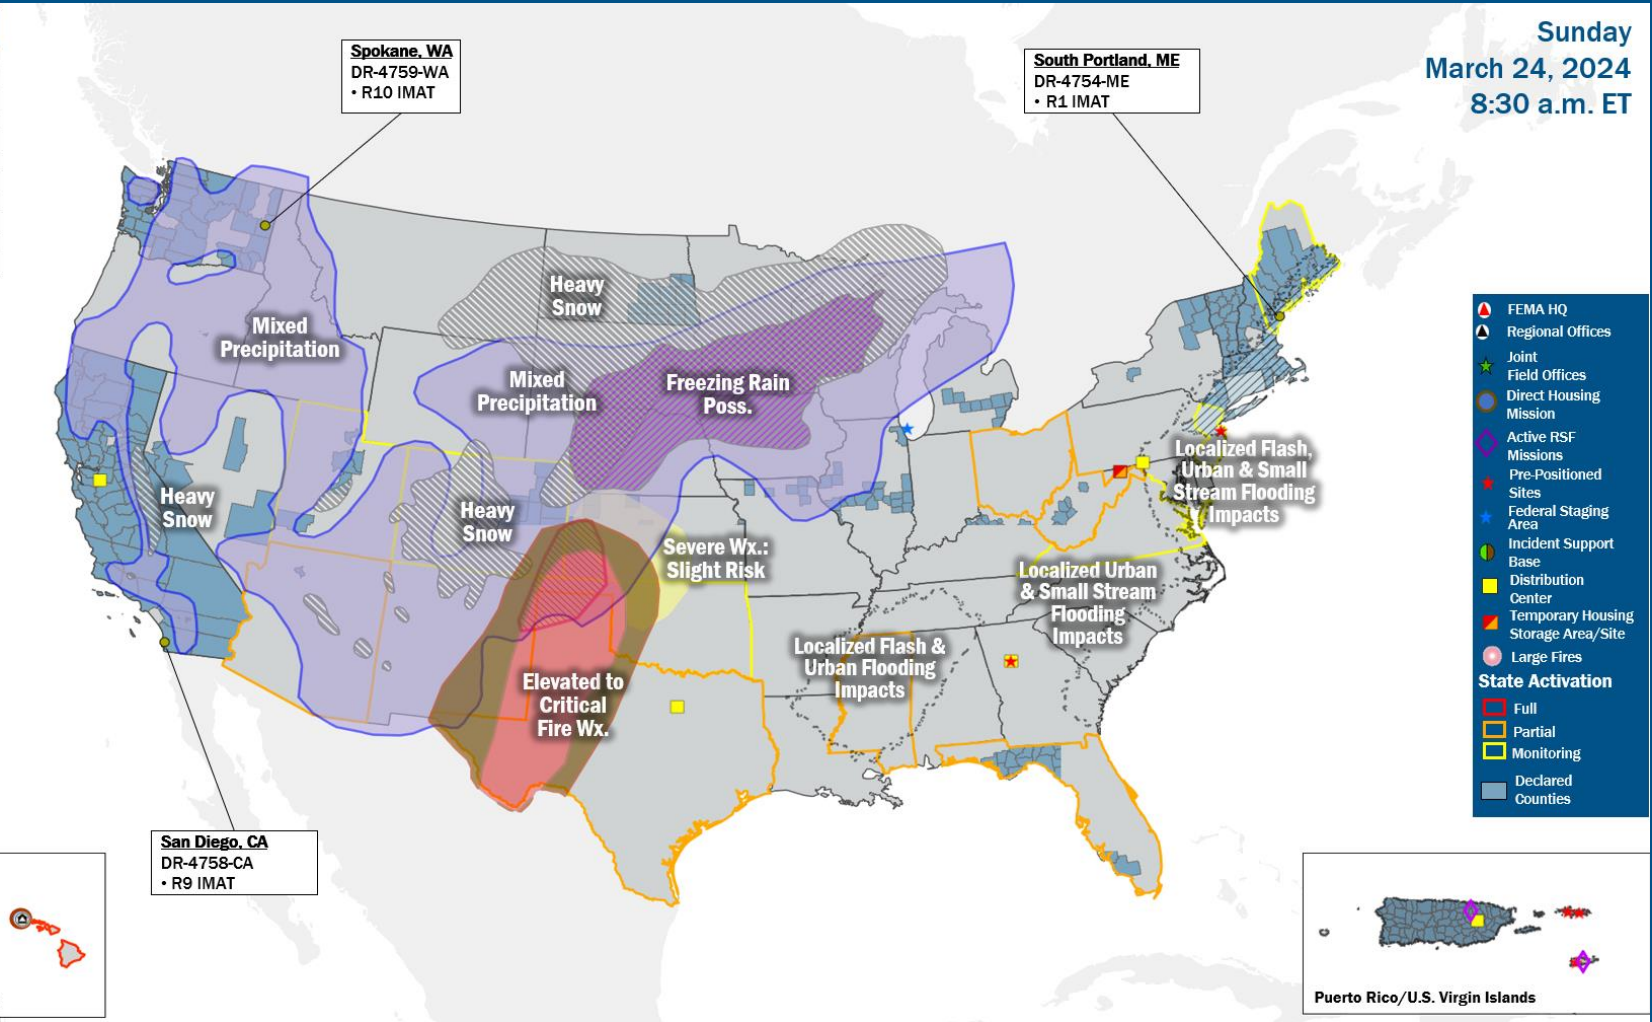 Sunday
March 24, 2024
8:30 a.m. ET
Spokane, WA
DR-4759-WA
• R10 IMAT
South Portland, ME
DR-4754-ME
• R1 IMAT
Heavy
Snow
Mixed
Precipitation
Mixed
Precipitation
Freezing Rain
Poss.
Heavy
Snow
Heavy
Snow
Severe Wx.:
Slight Risk
Localized Flash,
Urban & Small
Stream Flooding
Impacts
Localized Urban
& Small Stream
Flooding
Impacts
Localized Flash &
Urban Flooding
Impacts
Elevated to
Critical
Fire Wx.
San Diego, CA
DR-4758-CA
• R9 IMAT
FEMA HQ
Regional Offices
Joint
Field Offices
Direct Housing
Mission
Active RSF
Missions
Pre-Positioned
Sites
Federal Staging
Area
Incident Support
Base
Distribution
Center
Temporary Housing
Storage Area/Site
Large Fires
State Activation
Full
Partial
Monitoring
Declared
Counties
Puerto Rico/U.S. Virgin Islands